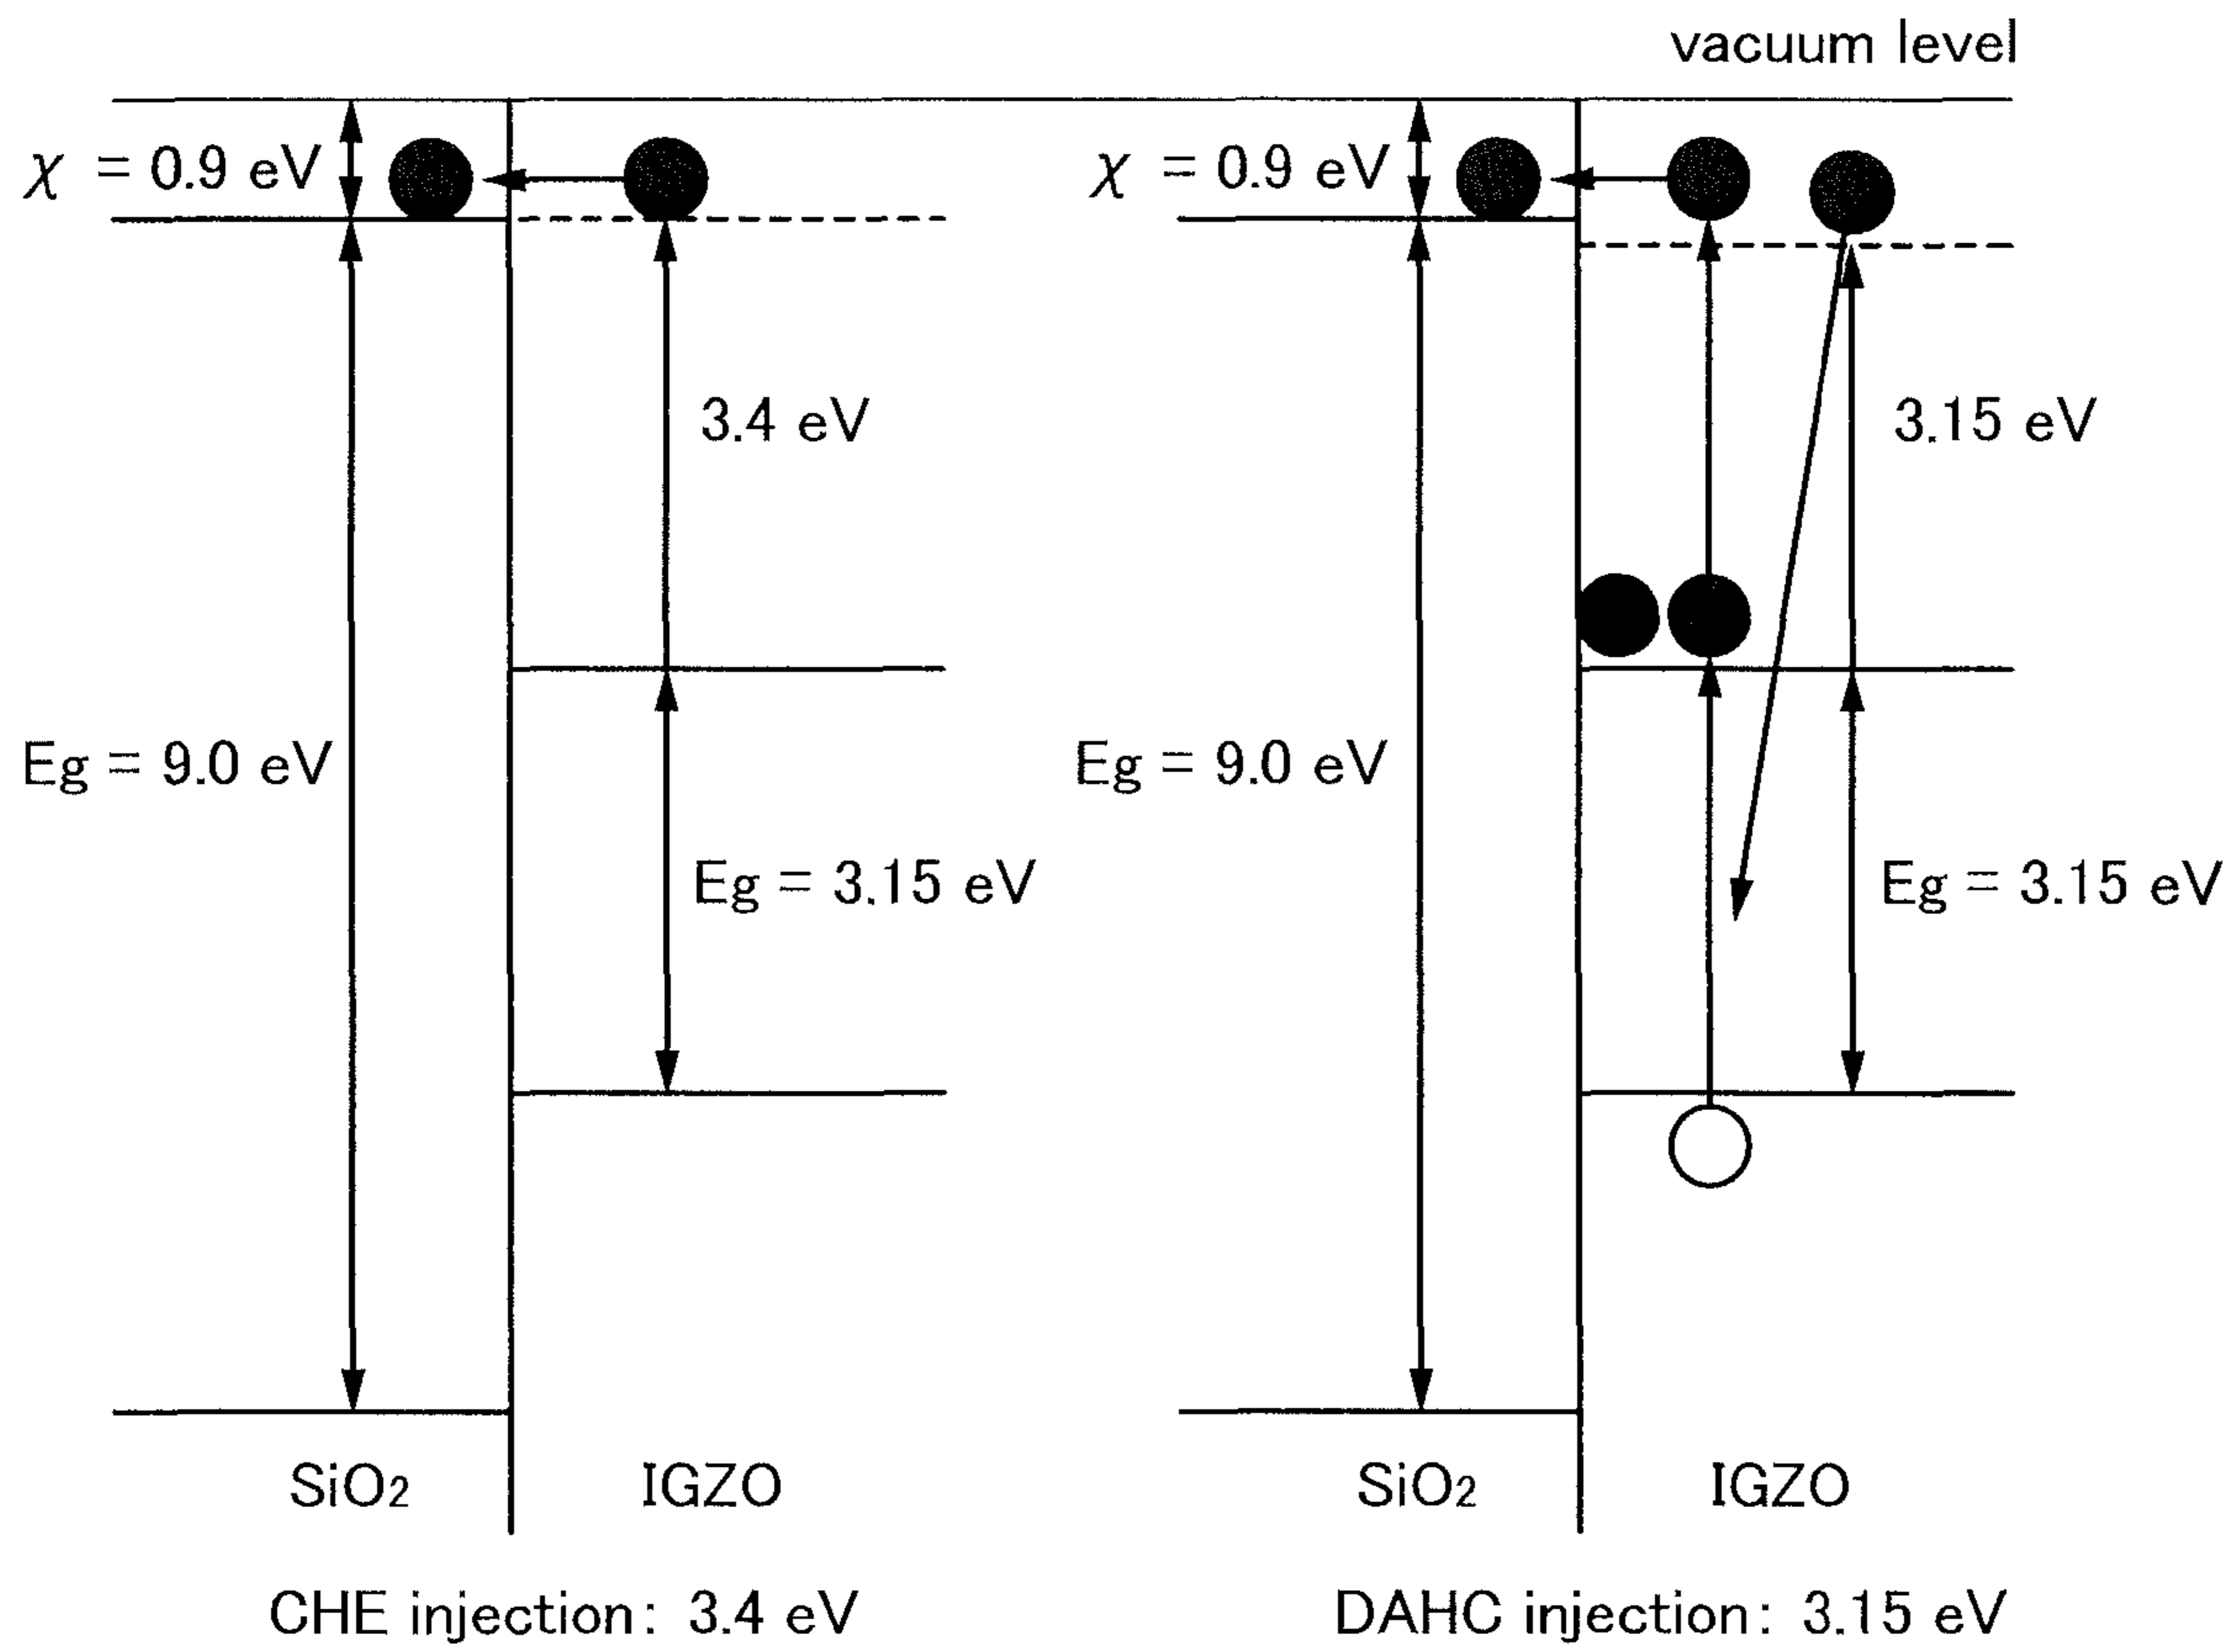 vacuum level
χ = 0.9 eV
χ = 0.9 eV
3.4 eV
3.15 eV
Eg = 9.0 eV
Eg = 3.15 eV
Eg = 9.0 eV
Eg = 3.15 eV
SiO2
IGZO
SiO2
IGZO
CHE injection: 3.4 eV
DAHC injection: 3.15 eV